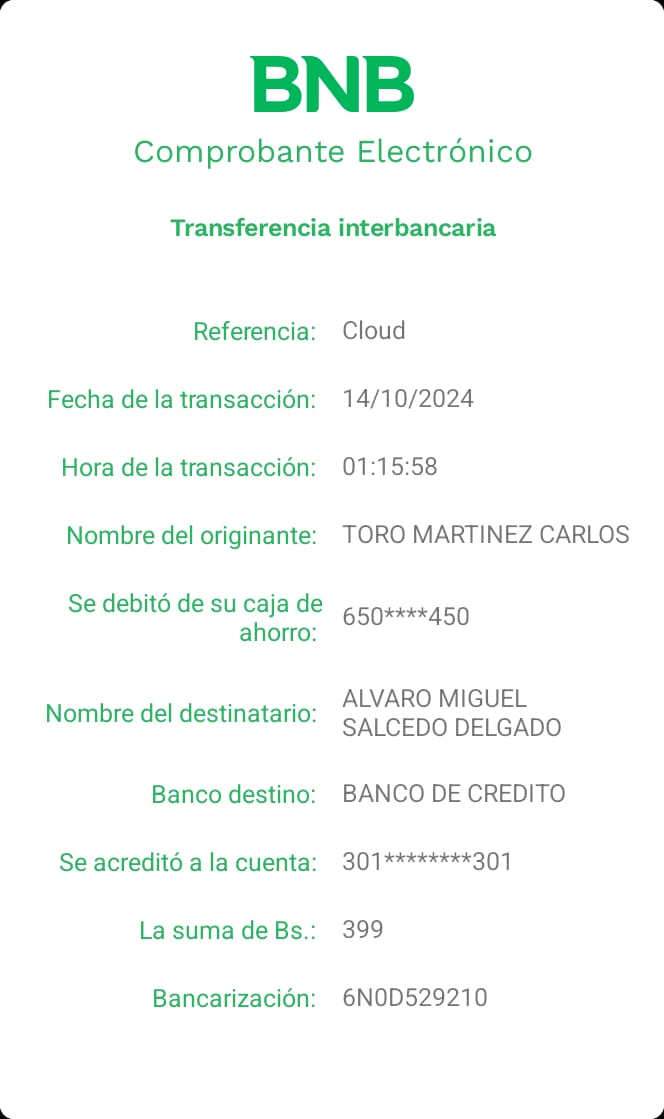 BNB
Comprobante Electrónico
Transferencia interbancaria
Referencia: Cloud
Fecha de la transacción: 14/10/2024
Hora de la transacción: 01:15:58
Nombre del originante: TORO MARTINEZ CARLOS
Se debitó de su caja de
ahorro: 650****450
Nombre del destinatario: ALVARO MIGUEL
SALCEDO DELGADO
Banco destino: BANCO DE CREDITO
Se acreditó a la cuenta: 301********301
La suma de Bs.: 399
Bancarización: 6N0D529210